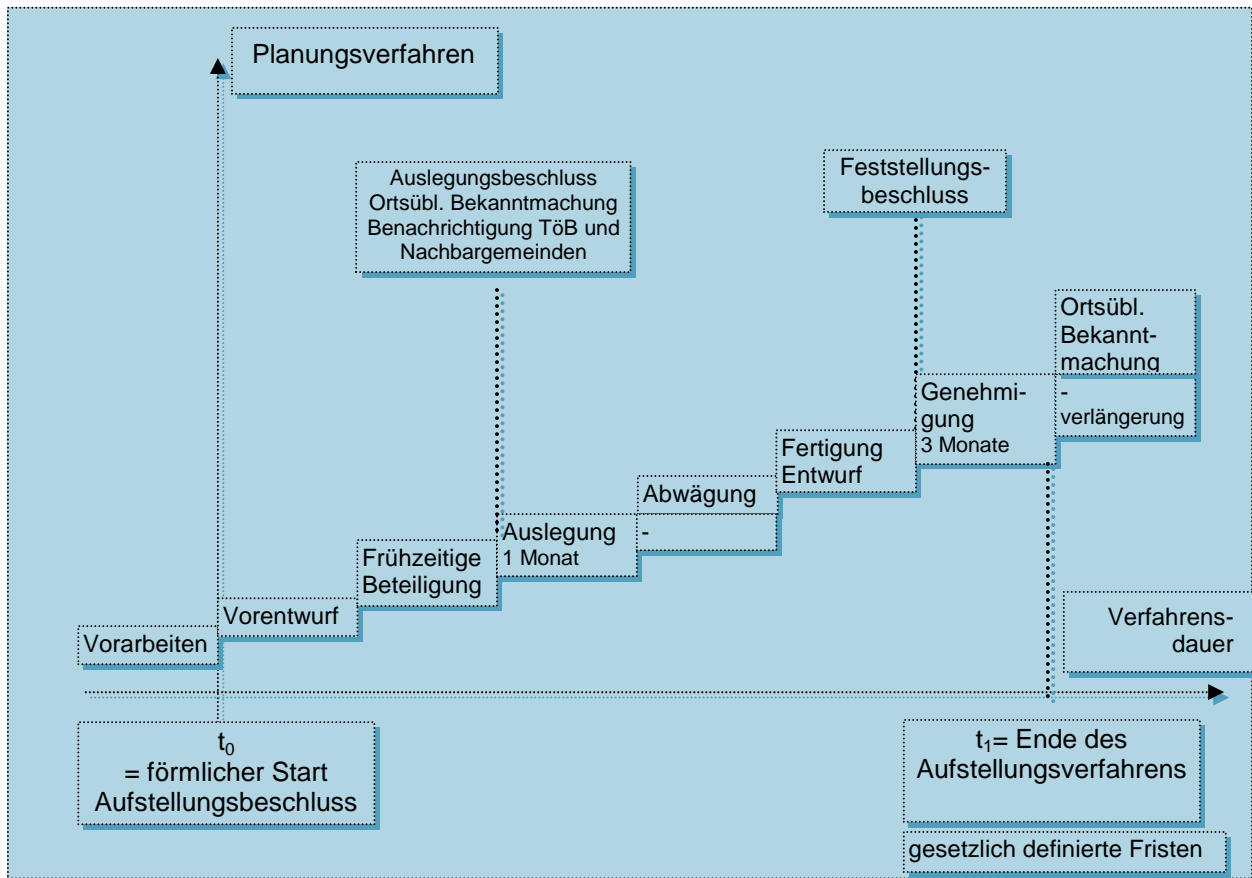 Planungsverfahren
Auslegungsbeschluss
Ortsübl. Bekanntmachung
Benachrichtigung TöB und
Nachbargemeinden
Feststellungs-
beschluss
Ortsübl.
Bekannt-
machung
-
verlängerung
Genehmi-
gung
3 Monate
Fertigung
Entwurf
Abwägung
-
Auslegung
1 Monat
Frühzeitige
Beteiligung
Vorentwurf
Vorarbeiten
Verfahrens-
dauer
t₀
= förmlicher Start
Aufstellungsbeschluss
t₁= Ende des
Aufstellungsverfahrens
gesetzlich definierte Fristen